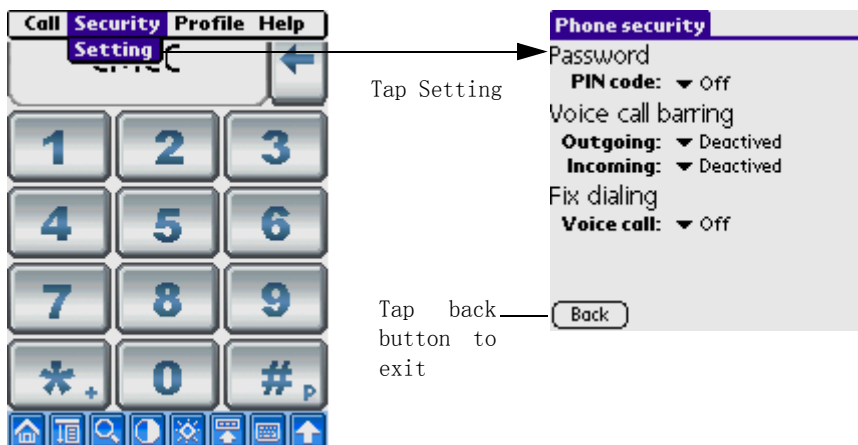 Call Security Profile Help
Setting
1 2 3
4 5 6
7 8 9
*+ 0 #P
Tap Setting
Tap back
button to
exit
Phone security
Password
PIN code: Off
Voice call barring
Outgoing: Deactived
Incoming: Deactived
Fix dialing
Voice call: Off
Back